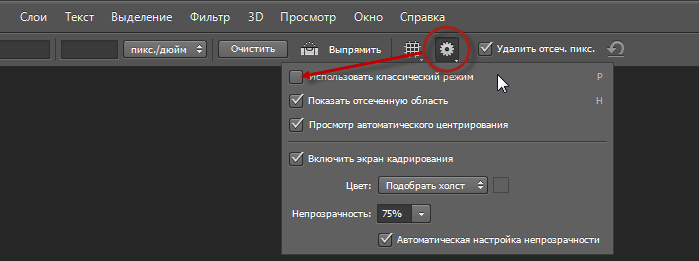 Слои Текст Выделение Фильтр 3D Просмотр Окно Справка
пикс./дюйм Очистить Выпрямить Удалить отсеч. пикс.
Использовать классический режим P
Показать отсеченную область H
Просмотр автоматического центрирования
Включить экран кадрирования
Цвет: Подобрать холст
Непрозрачность: 75%
Автоматическая настройка непрозрачности